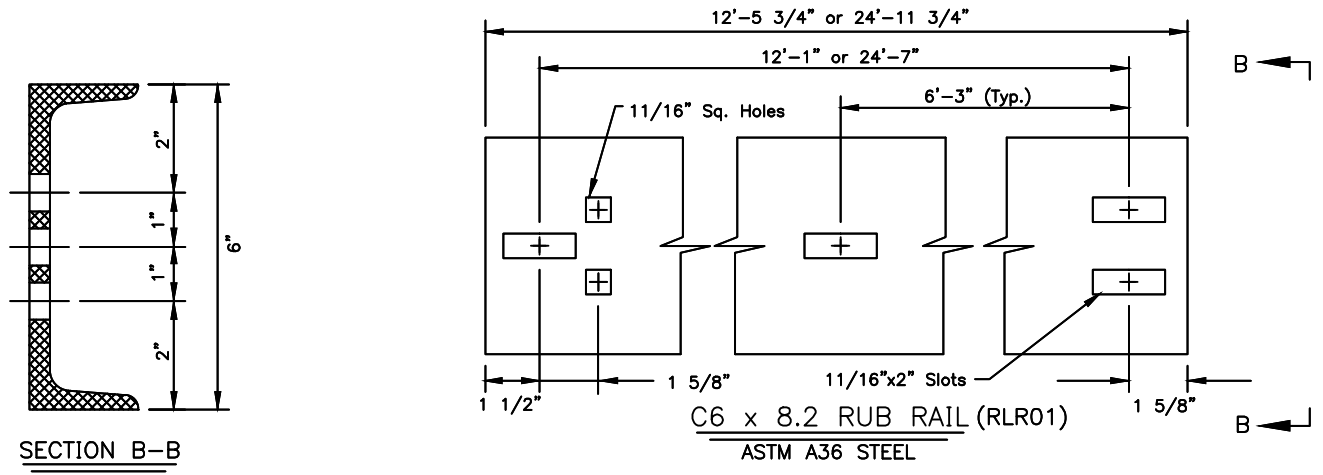 12'-5 3/4" or 24'-11 3/4"
12'-1" or 24'-7"
B
6'-3" (Typ.)
11/16" Sq. Holes
2"
1"
6"
1"
2"
1 5/8"
11/16"x2" Slots
1 1/2"
1 5/8"
C6 x 8.2 RUB RAIL (RLR01)
B
SECTION B-B
ASTM A36 STEEL